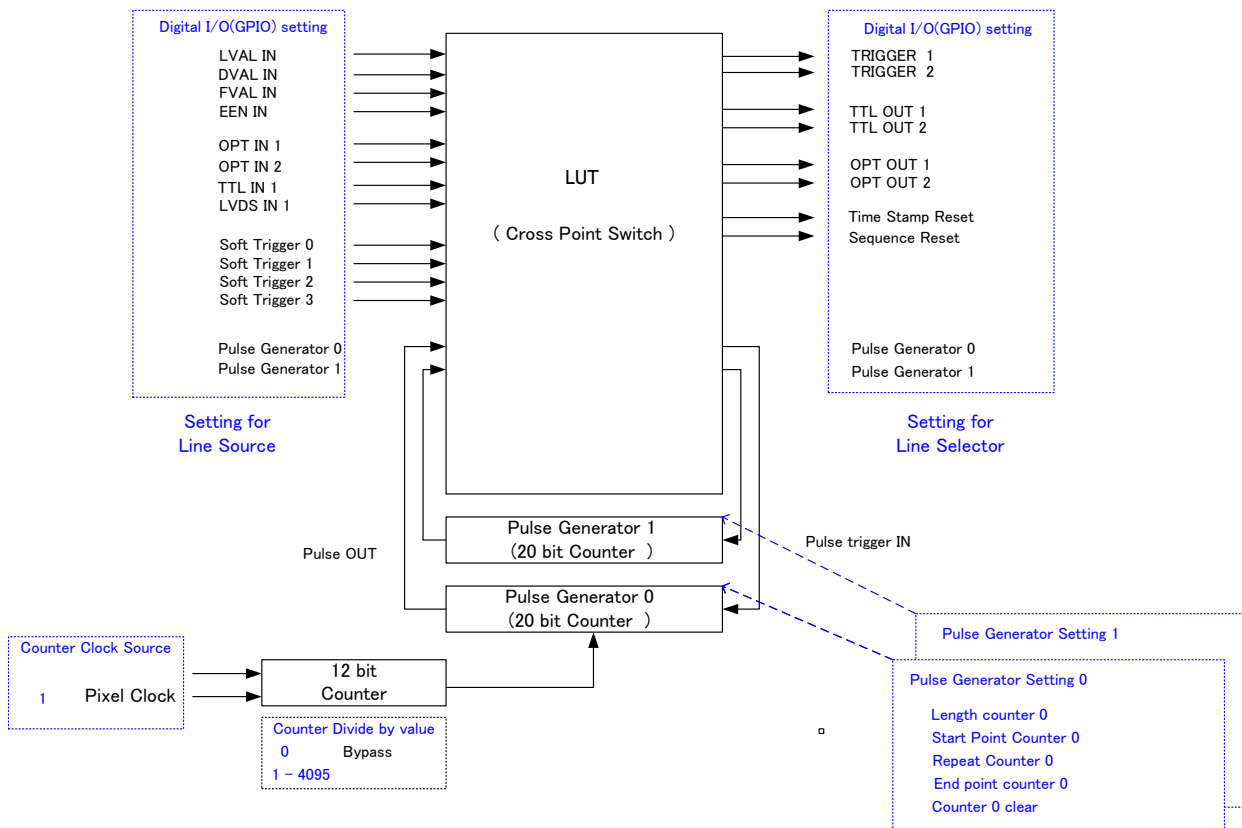 Digital I/O(GPIO) setting
LVAL IN
DVAL IN
FVAL IN
EEN IN
OPT IN 1
OPT IN 2
TTL IN 1
LVDS IN 1
Soft Trigger 0
Soft Trigger 1
Soft Trigger 2
Soft Trigger 3
Pulse Generator 0
Pulse Generator 1
Setting for
Line Source
LUT
( Cross Point Switch )
Digital I/O(GPIO) setting
TRIGGER 1
TRIGGER 2
TTL OUT 1
TTL OUT 2
OPT OUT 1
OPT OUT 2
Time Stamp Reset
Sequence Reset
Pulse Generator 0
Pulse Generator 1
Setting for
Line Selector
Pulse Generator 1
(20 bit Counter )
Pulse OUT
Pulse trigger IN
Pulse Generator 0
(20 bit Counter )
Counter Clock Source
1 Pixel Clock
12 bit
Counter
Counter Divide by value
0 Bypass
1 - 4095
Pulse Generator Setting 1
Pulse Generator Setting 0
Length counter 0
Start Point Counter 0
Repeat Counter 0
End point counter 0
Counter 0 clear